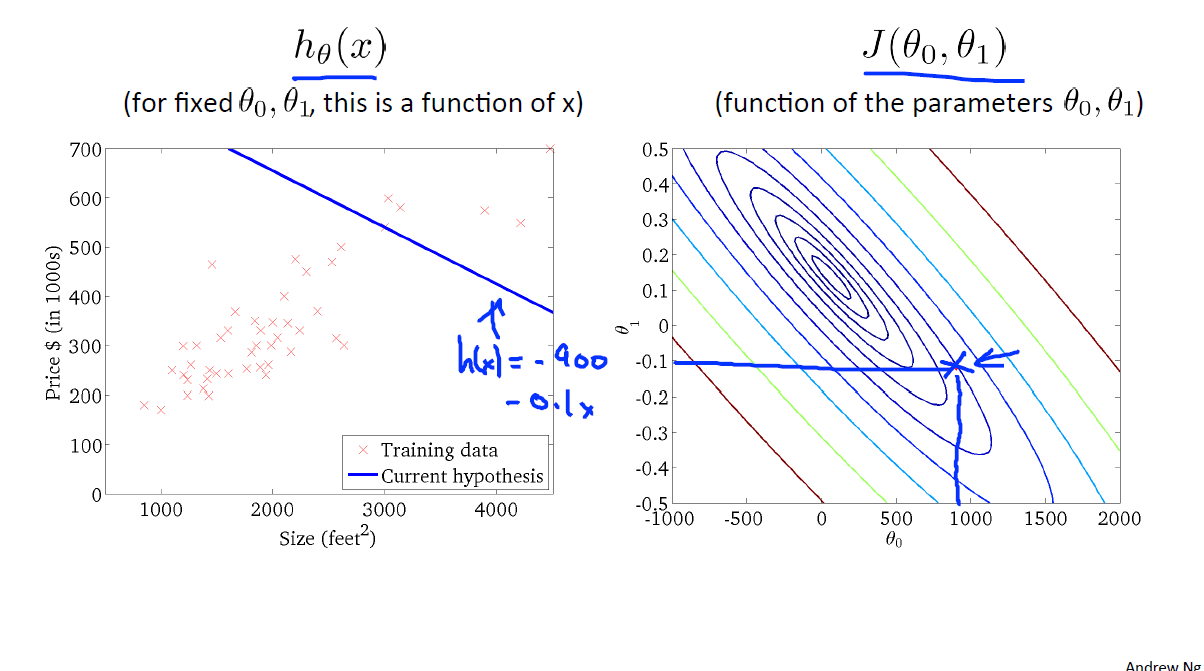 hθ(x)
(for fixed θ0, θ1, this is a function of x)
700
600
500
400
300
200
100
0
Price $ (in 1000s)
1000 2000 3000 4000
Size (feet²)
Training data
Current hypothesis
h(x) = - 900
- 0.1x
J(θ0, θ1)
(function of the parameters θ0, θ1)
0.5
0.4
0.3
0.2
0.1
0
-0.1
-0.2
-0.3
-0.4
-0.5
θ1
-1000 -500 0 500 1000 1500 2000
θ0
Andrew Ng